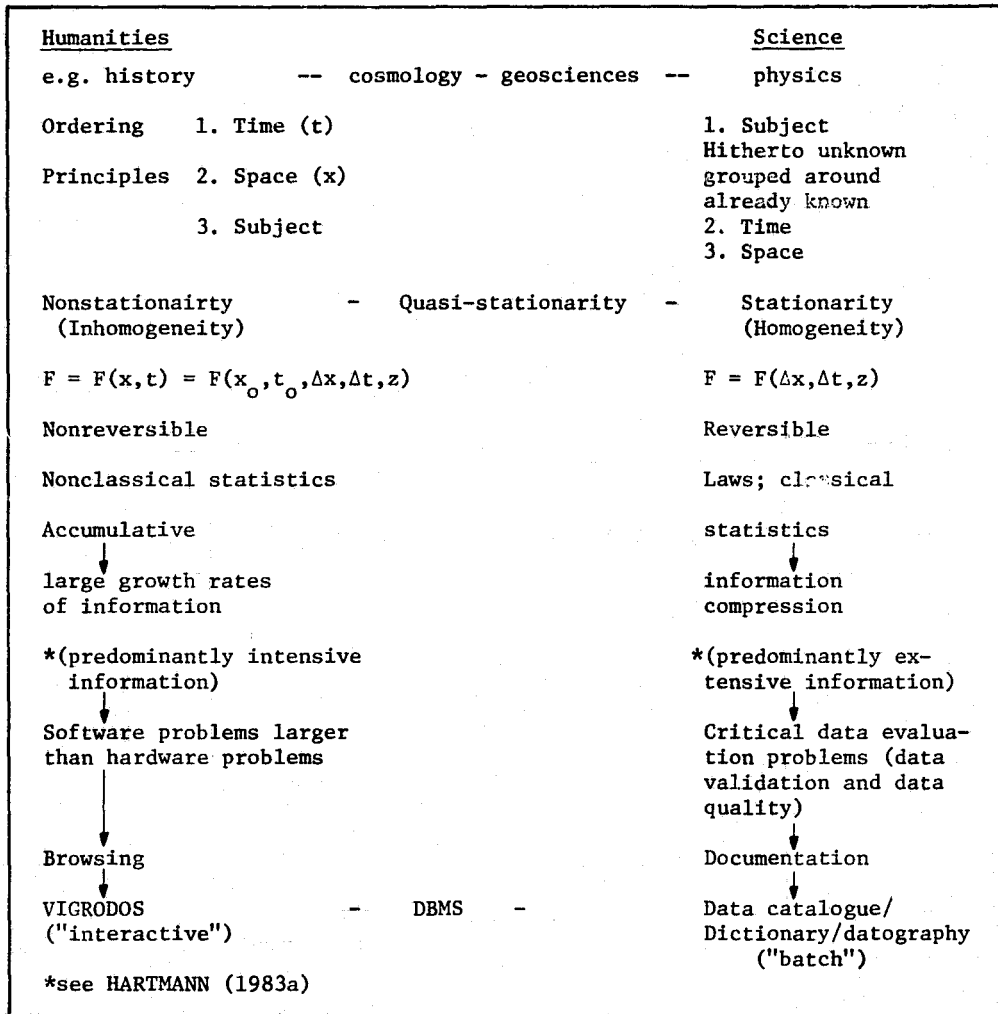 Humanities Science
e.g. history -- cosmology - geosciences -- physics
Ordering 1. Time (t) 1. Subject
Hitherto unknown
Principles 2. Space (x) grouped around
already known
3. Subject 2. Time
3. Space
Nonstationairty - Quasi-stationarity - Stationarity
(Inhomogeneity) (Homogeneity)
F = F(x,t) = F(x_o,t_o,Δx,Δt,z) F = F(Δx,Δt,z)
Nonreversible Reversible
Nonclassical statistics Laws; classical
Accumulative statistics
large growth rates information
of information compression
*(predominantly intensive *(predominantly ex-
information) tensive information)
Software problems larger Critical data evalua-
than hardware problems tion problems (data
validation and data
quality)
Browsing Documentation
VIGRODOS - DBMS - Data catalogue/
("interactive") Dictionary/datography
("batch")
*see HARTMANN (1983a)